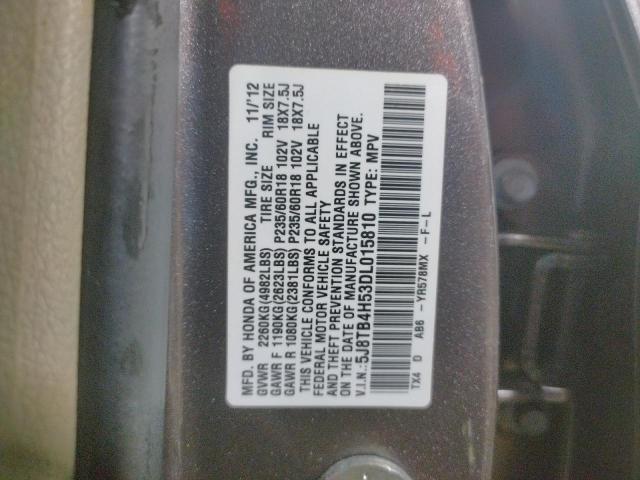 MFD. BY HONDA OF AMERICA MFG., INC. 11/'12
GVWR 2260KG(4982LBS) TIRE SIZE RIM SIZE
GAWR F 1190KG(2623LBS) P235/60R18 102V 18X7.5J
GAWR R 1080KG(2381LBS) P235/60R18 102V 18X7.5J
THIS VEHICLE CONFORMS TO ALL APPLICABLE
FEDERAL MOTOR VEHICLE SAFETY
AND THEFT PREVENTION STANDARDS IN EFFECT
ON THE DATE OF MANUFACTURE SHOWN ABOVE.
V.I.N.: 5J8TB4H53DL015810 TYPE: MPV
TX4 D AB6 -YR578MX -F-L